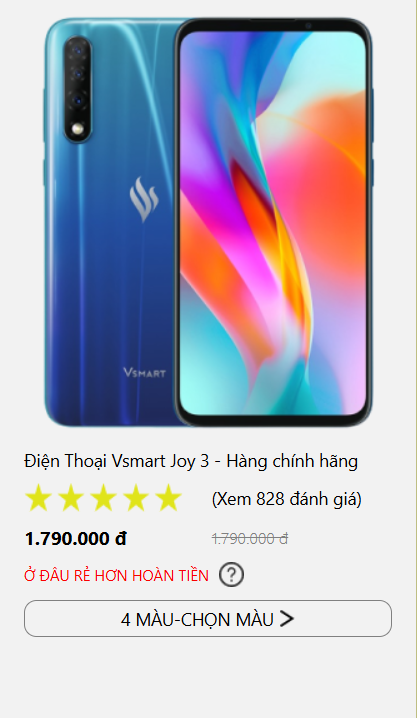 VSMART
Điện Thoại Vsmart Joy 3 - Hàng chính hãng
(Xem 828 đánh giá)
1.790.000 đ
1.790.000 đ
Ở ĐÂU RẺ HƠN HOÀN TIỀN ?
4 MÀU-CHỌN MÀU >